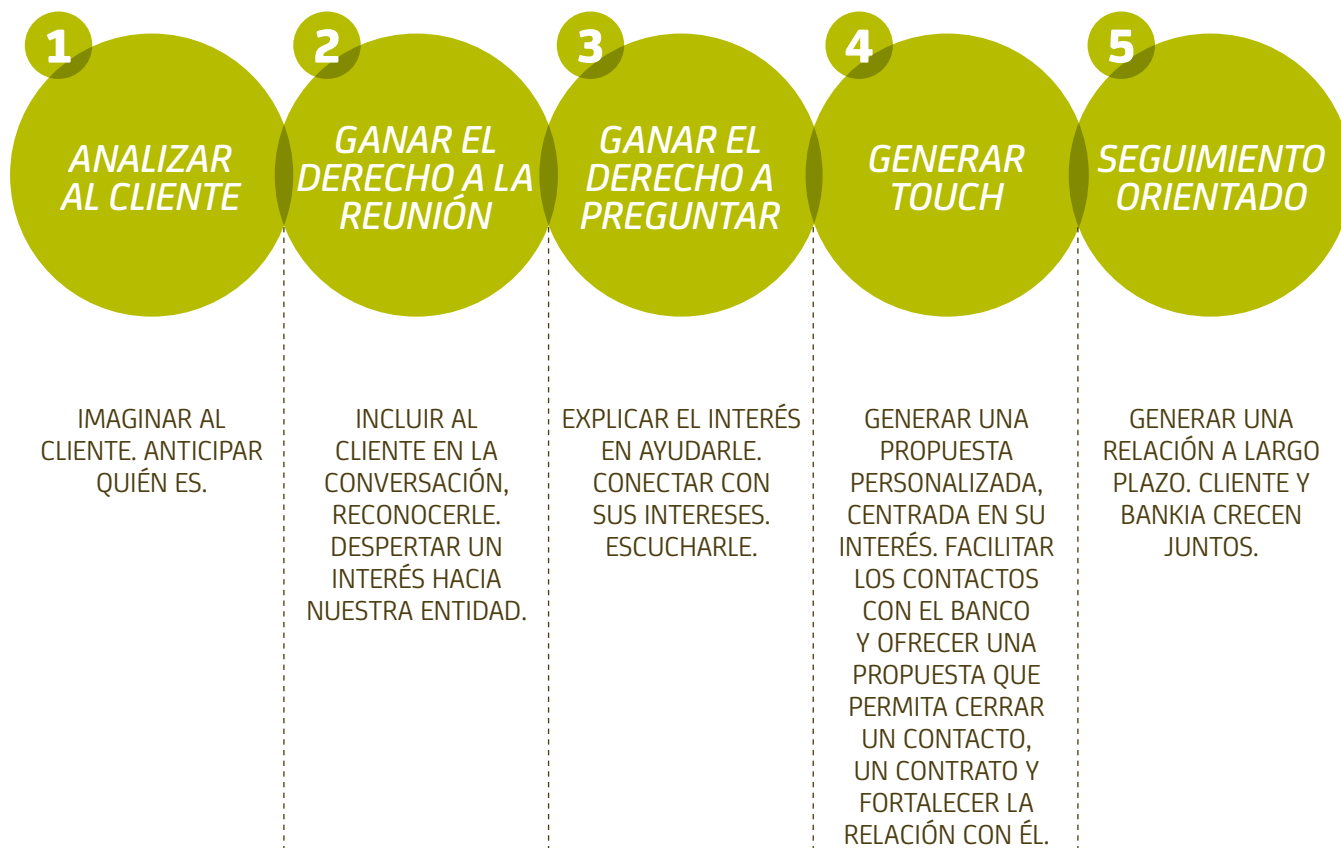 1
ANALIZAR
AL CLIENTE
IMAGINAR AL
CLIENTE. ANTICIPAR
QUIÉN ES.
2
GANAR EL
DERECHO A LA
REUNIÓN
INCLUIR AL
CLIENTE EN LA
CONVERSACIÓN,
RECONOCERLE.
DESPERTAR UN
INTERÉS HACIA
NUESTRA ENTIDAD.
3
GANAR EL
DERECHO A
PREGUNTAR
EXPLICAR EL INTERÉS
EN AYUDARLE.
CONECTAR CON
SUS INTERESES.
ESCUCHARLE.
4
GENERAR
TOUCH
GENERAR UNA
PROPUESTA
PERSONALIZADA,
CENTRADA EN SU
INTERÉS. FACILITAR
LOS CONTACTOS
CON EL BANCO
Y OFRECER UNA
PROPUESTA QUE
PERMITA CERRAR
UN CONTACTO,
UN CONTRATO Y
FORTALECER LA
RELACIÓN CON ÉL.
5
SEGUIMIENTO
ORIENTADO
GENERAR UNA
RELACIÓN A LARGO
PLAZO. CLIENTE Y
BANKIA CRECEN
JUNTOS.